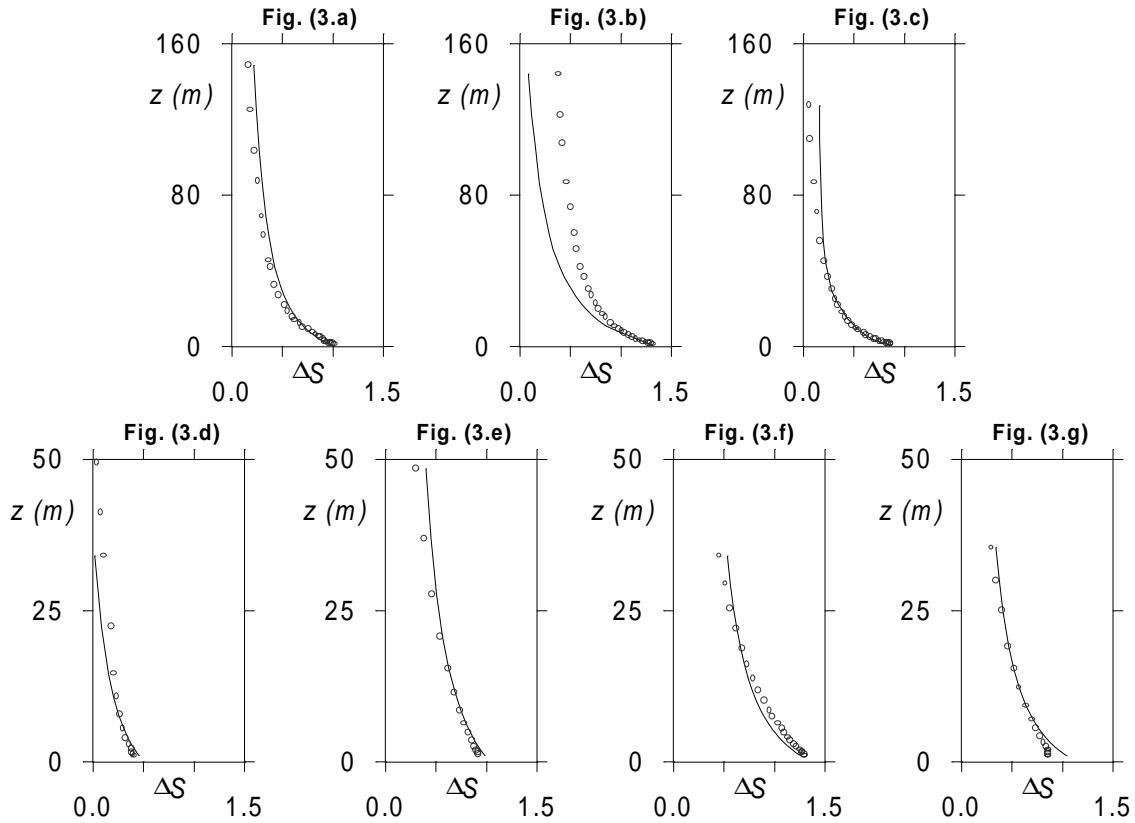 Fig. (3.a) Fig. (3.b) Fig. (3.c)
160 160 160
z (m) z (m) z (m)
80 80 80
0 0 0
ΔS ΔS ΔS
0.0 1.5 0.0 1.5 0.0 1.5
Fig. (3.d) Fig. (3.e) Fig. (3.f) Fig. (3.g)
50 50 50 50
z (m) z (m) z (m) z (m)
25 25 25 25
0 0 0 0
ΔS ΔS ΔS ΔS
0.0 1.5 0.0 1.5 0.0 1.5 0.0 1.5